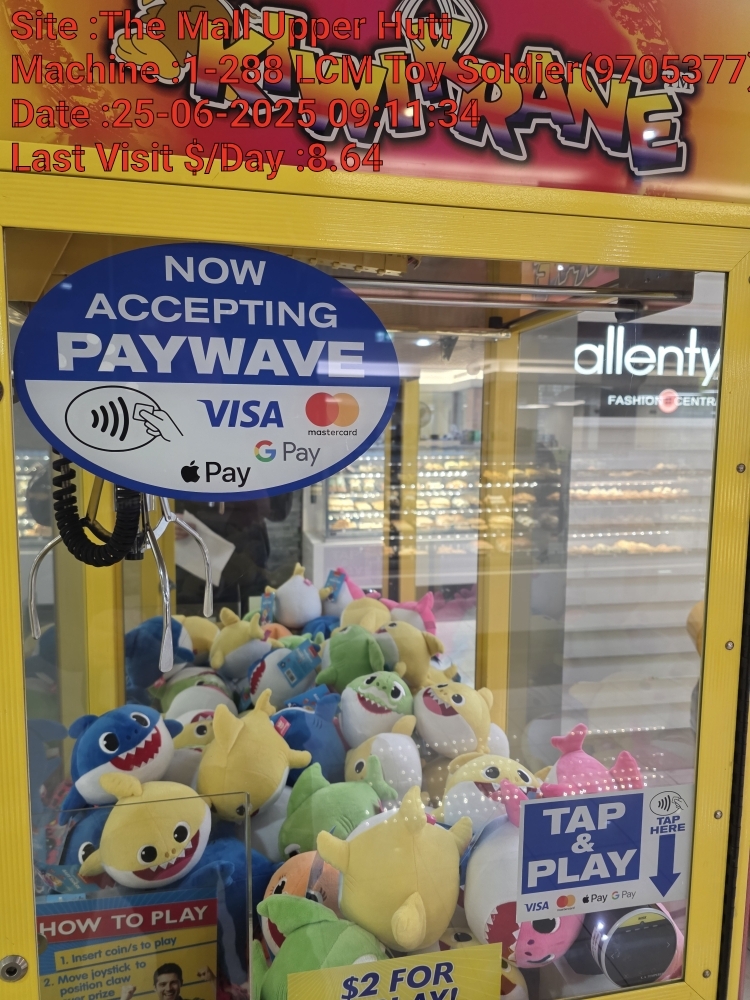 Site :The Mall Upper Hutt
Machine :1-288 LCM Toy Soldier(9705377)
Date :25-06-2025 09:11:34
Last Visit $/Day :8.64
KIWIKRANE
NOW
ACCEPTING
PAYWAVE
VISA
mastercard
G Pay
Pay
allenty
FASHION CENTR
TAP
&
PLAY
TAP
HERE
VISA
Pay G Pay
HOW TO PLAY
1. Insert coin/s to play
2. Move joystick to
position claw
$2 FOR